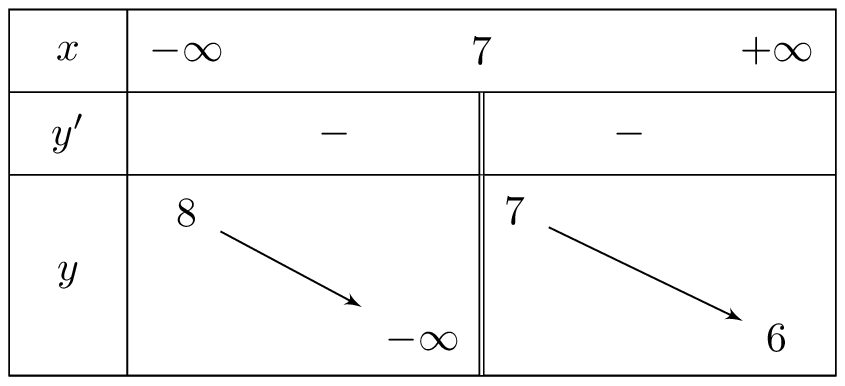 x −∞ 7 +∞
y′ − −
8 7
y
−∞ 6